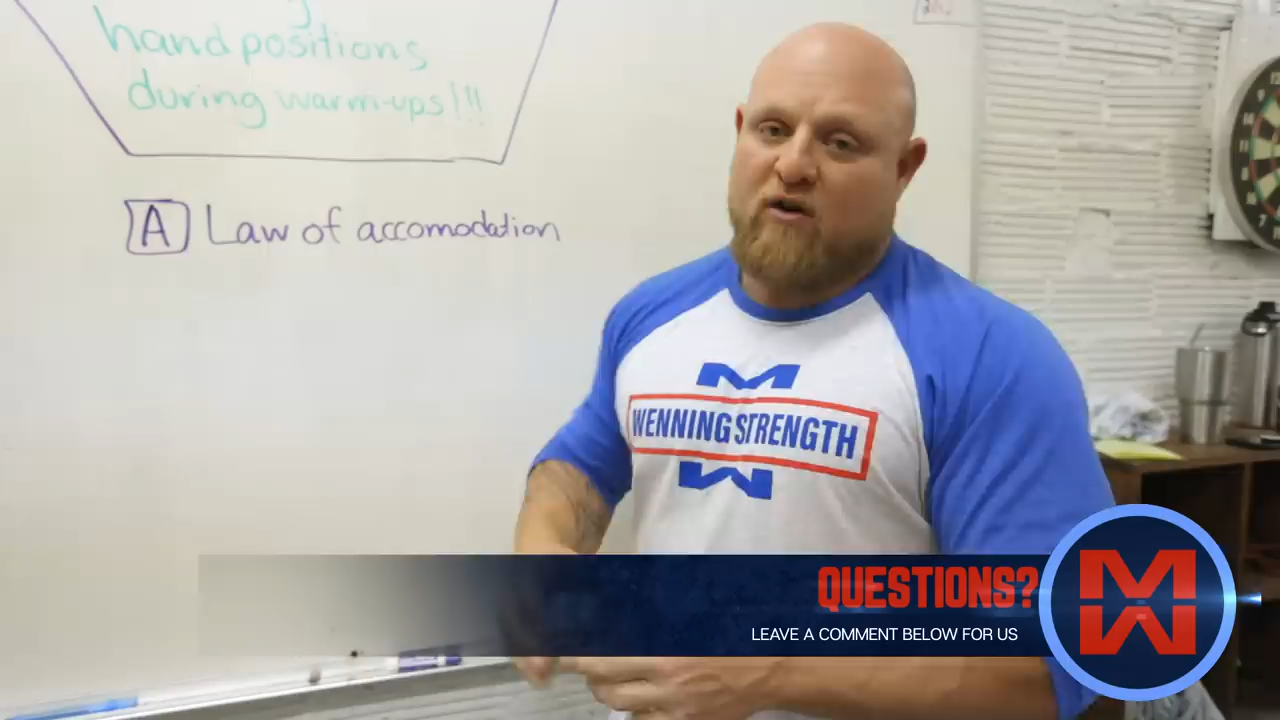 hand positions
during warm-ups!!!
A Law of accomodation
WENNING STRENGTH
QUESTIONS?
LEAVE A COMMENT BELOW FOR US